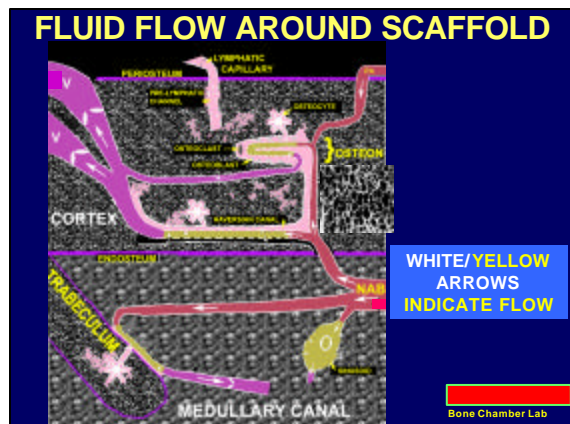 FLUID FLOW AROUND SCAFFOLD
LYMPHATIC
CAPILLARY
PERIOSTEUM
PRE-LYMPHATIC
CHANNEL
OSTEOCYTE
V
V
OSTEOCLAST
OSTEON
OSTEOBLAST
CORTEX
HAVERSIAN CANAL
ENDOSTEUM
WHITE/YELLOW
ARROWS
INDICATE FLOW
NAB
TRABECULUM
MEDULLARY CANAL
Bone Chamber Lab